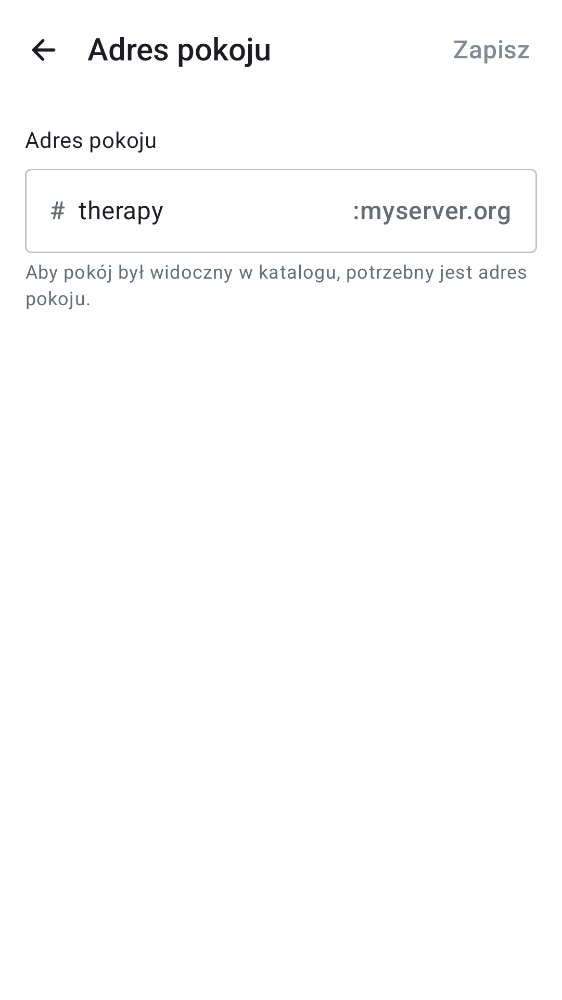 Adres pokoju
Zapisz
Adres pokoju
# therapy :myserver.org
Aby pokój był widoczny w katalogu, potrzebny jest adres
pokoju.